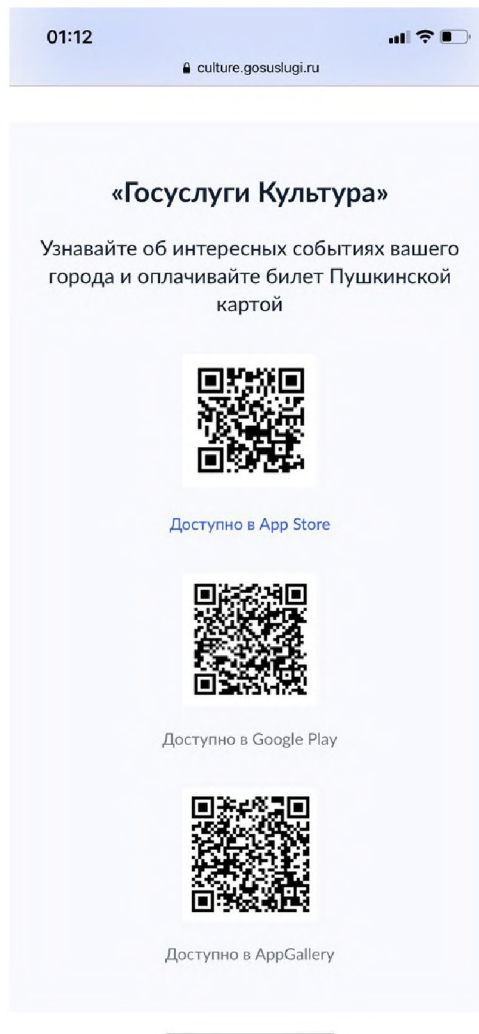 01:12
culture.gosuslugi.ru
«Госуслуги Культура»
Узнавайте об интересных событиях вашего
города и оплачивайте билет Пушкинской
картой
Доступно в App Store
Доступно в Google Play
Доступно в AppGallery